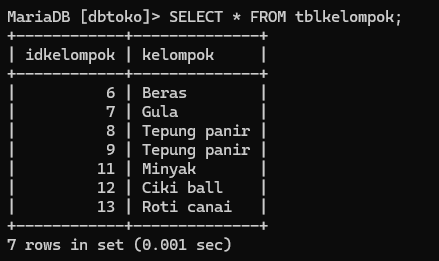 MariaDB [dbtoko]> SELECT * FROM tblkelompok;
+------------+--------------+
| idkelompok | kelompok     |
+------------+--------------+
|          6 | Beras        |
|          7 | Gula         |
|          8 | Tepung panir |
|          9 | Tepung panir |
|         11 | Minyak       |
|         12 | Ciki ball    |
|         13 | Roti canai   |
+------------+--------------+
7 rows in set (0.001 sec)